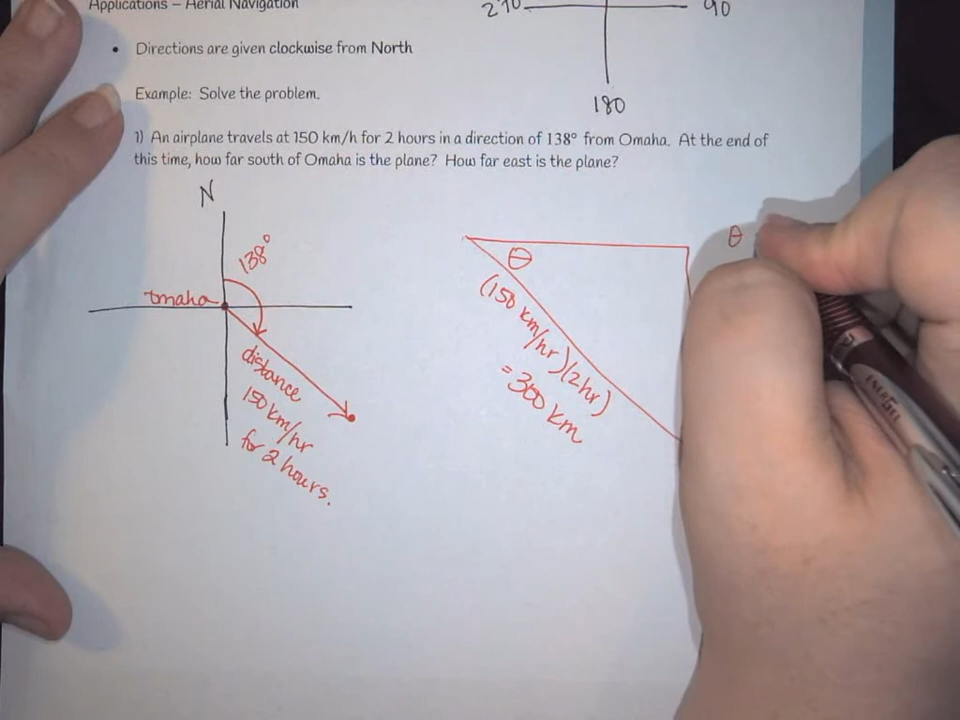 Applications – Aerial Navigation
270
90
• Directions are given clockwise from North
Example: Solve the problem.
180
1) An airplane travels at 150 km/h for 2 hours in a direction of 138° from Omaha. At the end of
this time, how far south of Omaha is the plane? How far east is the plane?
N
138°
Omaha
distance
150 km/hr
for 2 hours.
θ
(150 km/hr)(2hr)
= 300 km
θ
ENERGEL